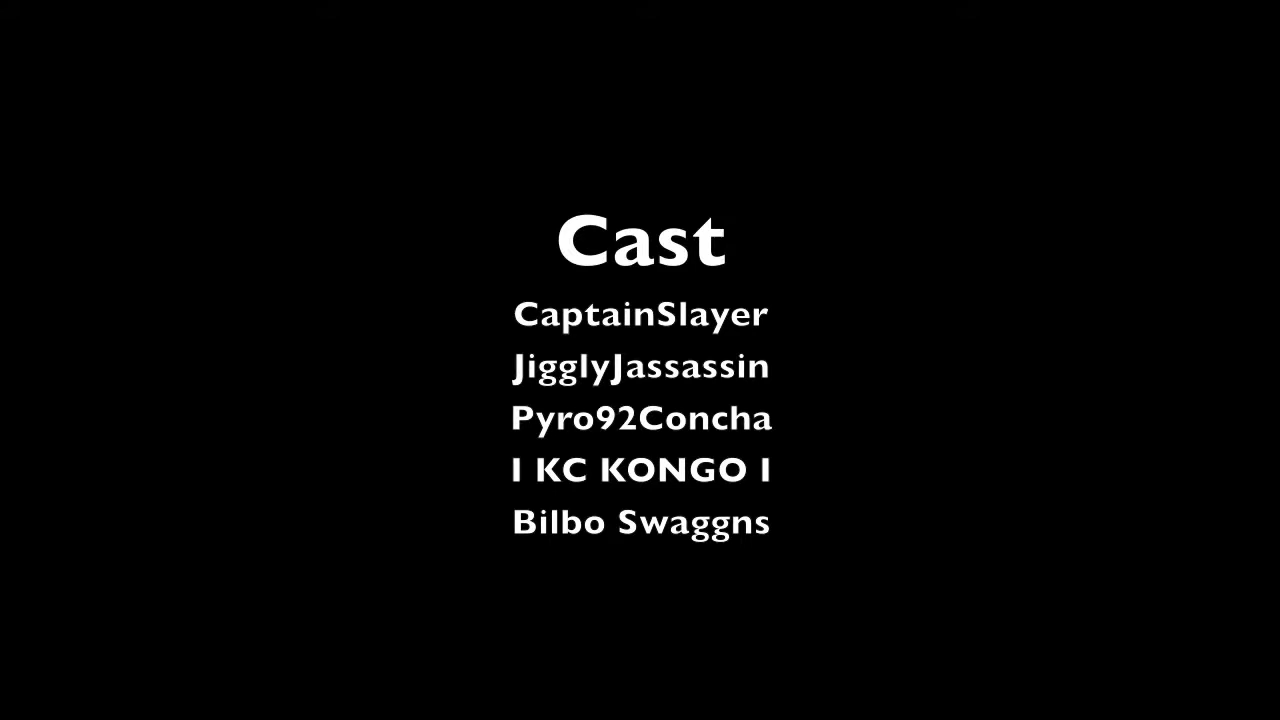 Cast
CaptainSlayer
JigglyJassassin
Pyro92Concha
I KC KONGO I
Bilbo Swaggns